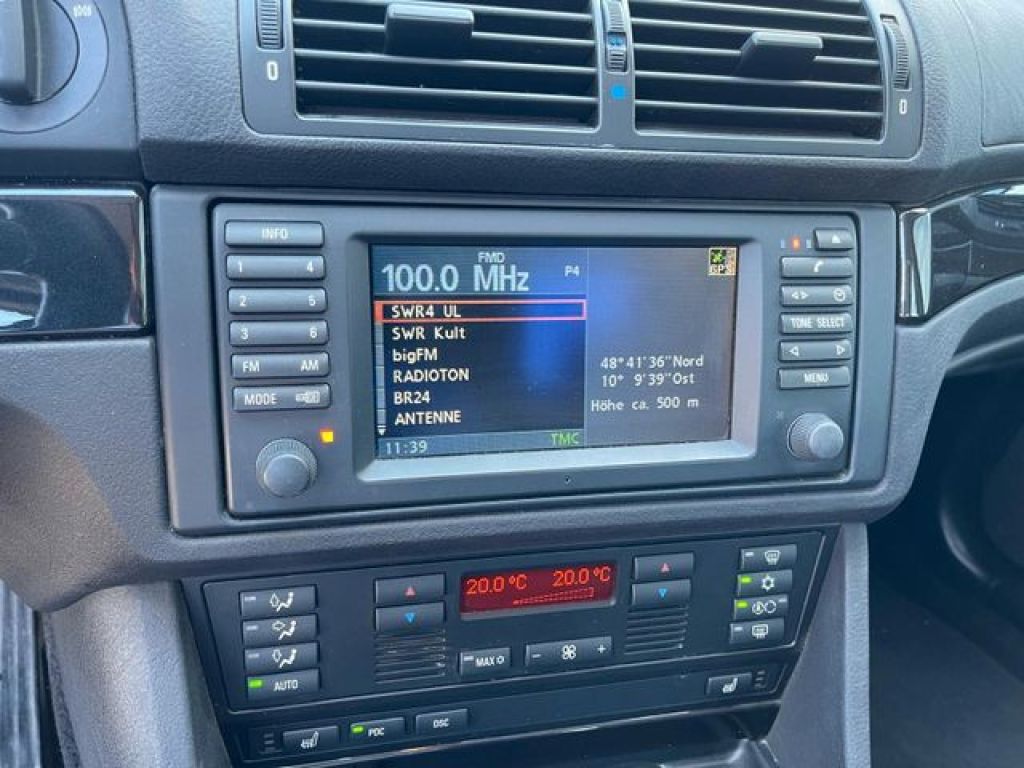 0
0
INFO
1 4
2 5
3 6
FM AM
MODE
FMD
100.0 MHz P4
GPS
SWR4 UL
SWR Kult
bigFM
RADIOTON
BR24
ANTENNE
48°41'36"Nord
10° 9'39"Ost
Höhe ca. 500 m
11:39 TMC
TONE SELECT
MENU
20.0°C 20.0°C
MAX
- +
AUTO
PDC
DSC